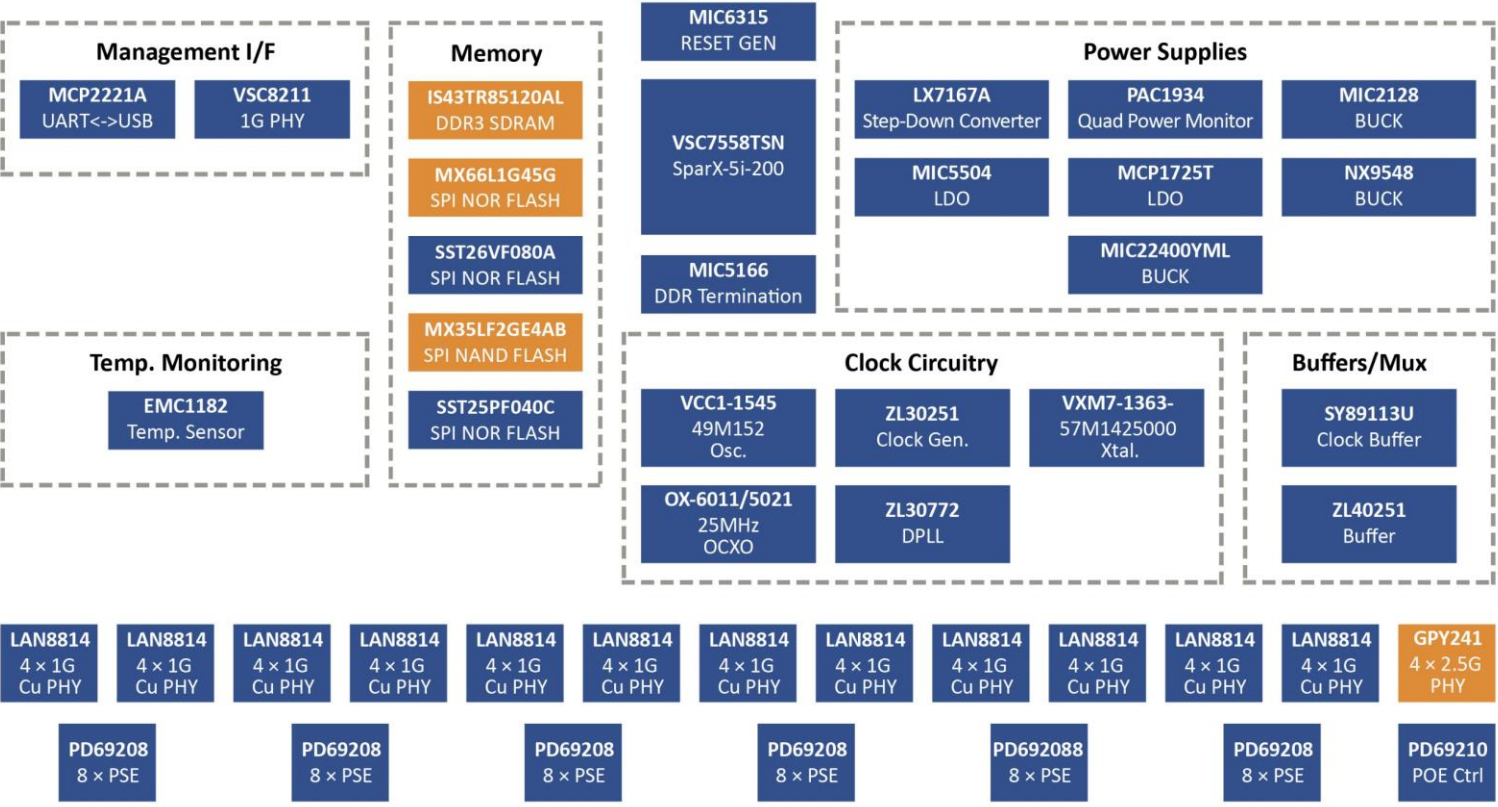 Management I/F
MCP2221A
UART<->USB
VSC8211
1G PHY
Temp. Monitoring
EMC1182
Temp. Sensor
Memory
IS43TR85120AL
DDR3 SDRAM
MX66L1G45G
SPI NOR FLASH
SST26VF080A
SPI NOR FLASH
MX35LF2GE4AB
SPI NAND FLASH
SST25PF040C
SPI NOR FLASH
MIC6315
RESET GEN
VSC7558TSN
SparX-5i-200
MIC5166
DDR Termination
Power Supplies
LX7167A
Step-Down Converter
PAC1934
Quad Power Monitor
MIC2128
BUCK
MIC5504
LDO
MCP1725T
LDO
NX9548
BUCK
MIC22400YML
BUCK
Clock Circuitry
VCC1-1545
49M152
Osc.
ZL30251
Clock Gen.
VXM7-1363-
57M1425000
Xtal.
OX-6011/5021
25MHz
OCXO
ZL30772
DPLL
Buffers/Mux
SY89113U
Clock Buffer
ZL40251
Buffer
LAN8814
4 × 1G
Cu PHY
LAN8814
4 × 1G
Cu PHY
LAN8814
4 × 1G
Cu PHY
LAN8814
4 × 1G
Cu PHY
LAN8814
4 × 1G
Cu PHY
LAN8814
4 × 1G
Cu PHY
LAN8814
4 × 1G
Cu PHY
LAN8814
4 × 1G
Cu PHY
LAN8814
4 × 1G
Cu PHY
LAN8814
4 × 1G
Cu PHY
LAN8814
4 × 1G
Cu PHY
LAN8814
4 × 1G
Cu PHY
GPY241
4 × 2.5G
PHY
PD69208
8 × PSE
PD69208
8 × PSE
PD69208
8 × PSE
PD69208
8 × PSE
PD692088
8 × PSE
PD69208
8 × PSE
PD69210
POE Ctrl